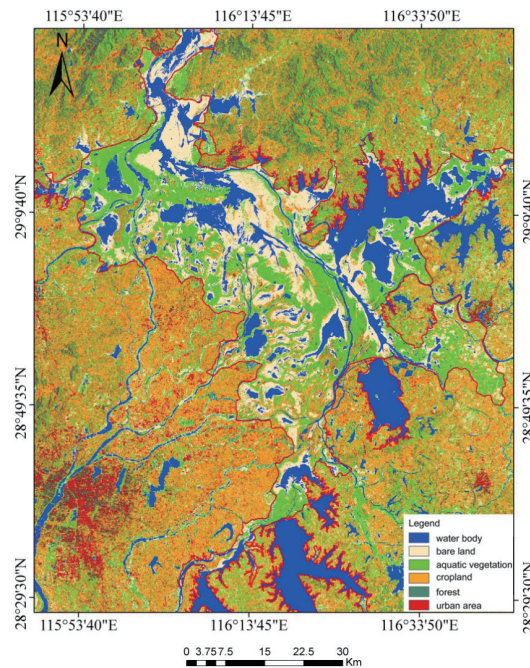 115°53'40"E 116°13'45"E 116°33'50"E
N
29°9'40"N 29°9'40"N
28°49'35"N 28°49'35"N
28°29'30"N 28°29'30"N
Legend
water body
bare land
aquatic vegetation
cropland
forest
urban area
115°53'40"E 116°13'45"E 116°33'50"E
0 3.75 7.5 15 22.5 30
Km